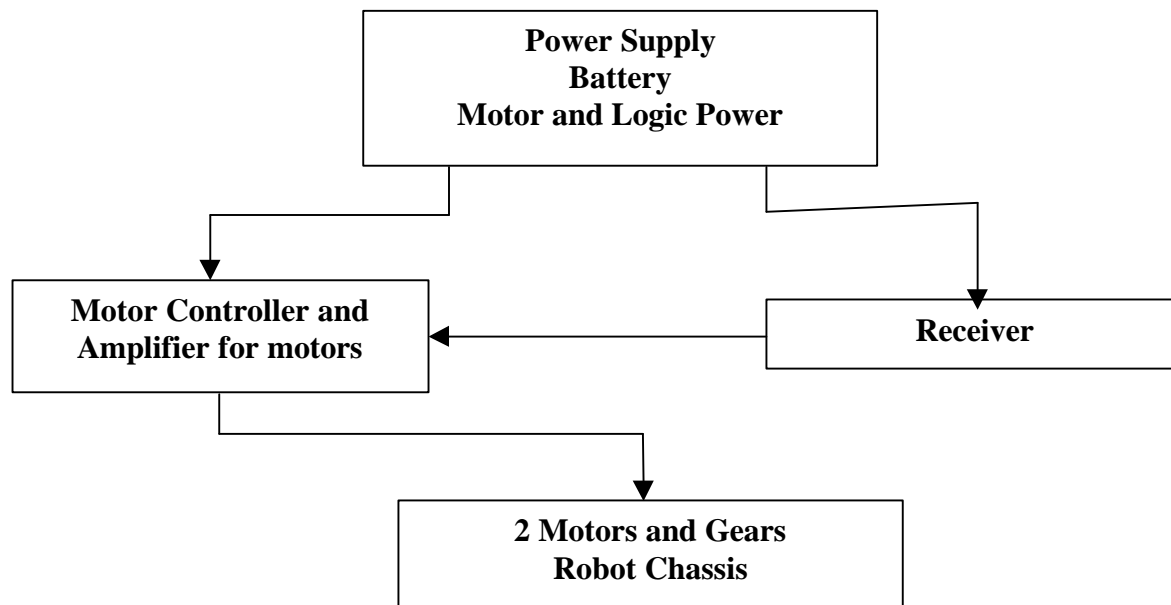 Power Supply
Battery
Motor and Logic Power
Motor Controller and
Amplifier for motors
Receiver
2 Motors and Gears
Robot Chassis